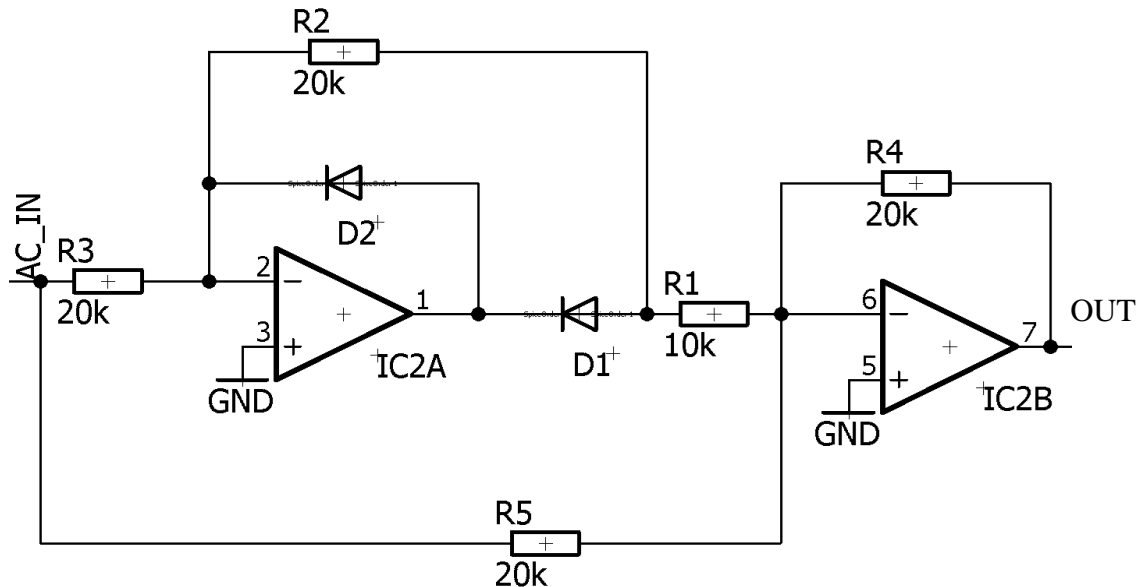 R2
20k
AC_IN
R3
20k
D2
2
3
1
GND
IC2A
D1
R1
10k
R4
20k
6
5
7
OUT
GND
IC2B
R5
20k